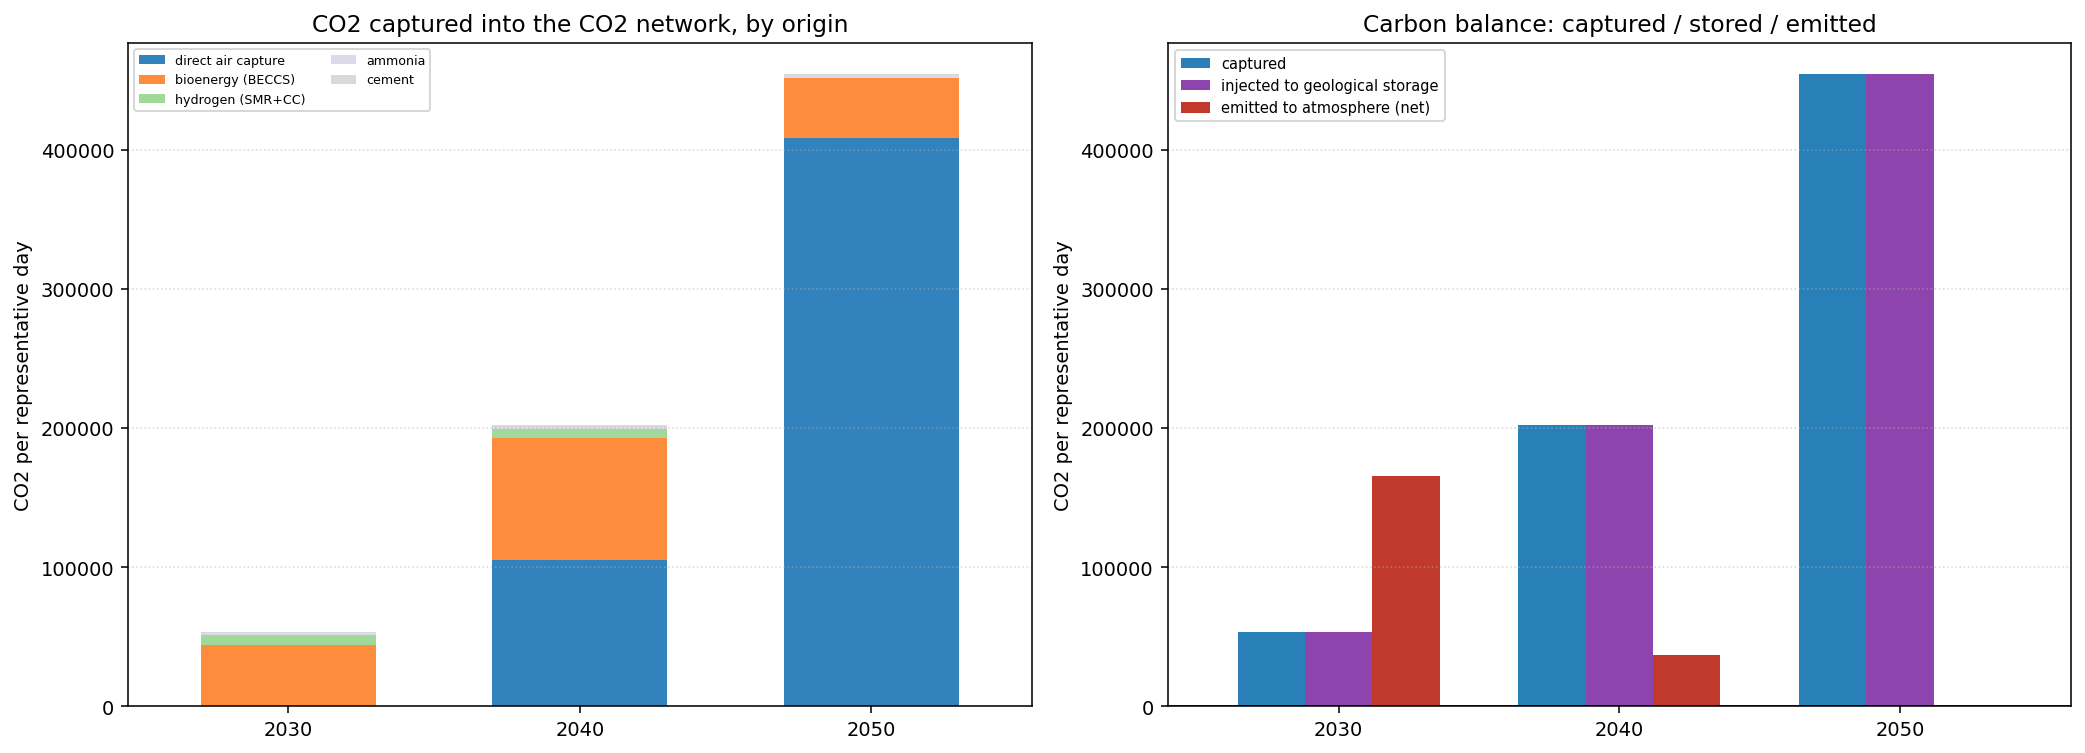 CO2 captured into the CO2 network, by origin
direct air capture
bioenergy (BECCS)
hydrogen (SMR+CC)
ammonia
cement
CO2 per representative day
400000
300000
200000
100000
0
2030
2040
2050
Carbon balance: captured / stored / emitted
captured
injected to geological storage
emitted to atmosphere (net)
CO2 per representative day
400000
300000
200000
100000
0
2030
2040
2050